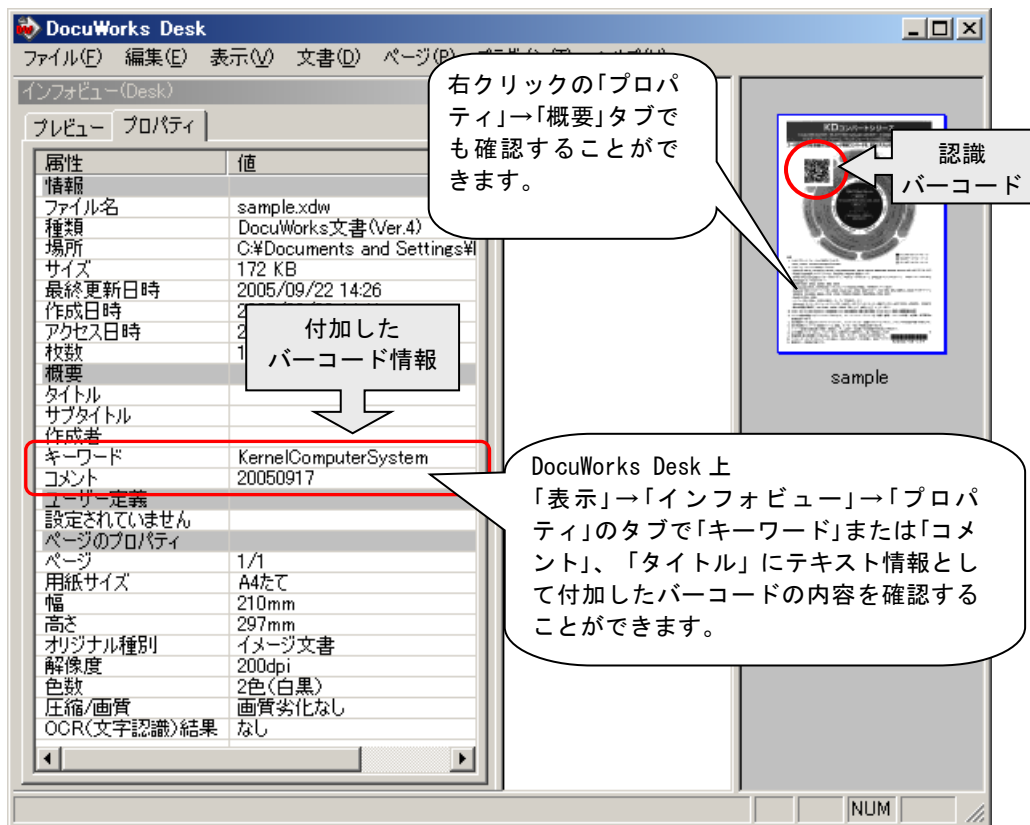 DocuWorks Desk
ファイル(F) 編集(E) 表示(V) 文書(D) ページ(P)
インフォビュー(Desk)
プレビュー プロパティ
属性 値
情報
ファイル名 sample.xdw
種類 DocuWorks文書(Ver.4)
場所 C:¥Documents and Settings¥
サイズ 172 KB
最終更新日時 2005/09/22 14:26
作成日時 2
アクセス日時 2
枚数 1
概要
タイトル
サブタイトル
作成者
キーワード KernelComputerSystem
コメント 20050917
ユーザー定義
設定されていません
ページのプロパティ
ページ 1/1
用紙サイズ A4たて
幅 210mm
高さ 297mm
オリジナル種別 イメージ文書
解像度 200dpi
色数 2色(白黒)
圧縮/画質 画質劣化なし
OCR(文字認識)結果 なし
付加した
バーコード情報
右クリックの「プロパ
ティ」→「概要」タブで
も確認することがで
きます。
KDコンバートシリーズ
認識
バーコード
sample
DocuWorks Desk 上
「表示」→「インフォビュー」→「プロパ
ティ」のタブで「キーワード」または「コメ
ント」、「タイトル」にテキスト情報とし
て付加したバーコードの内容を確認する
ことができます。
NUM